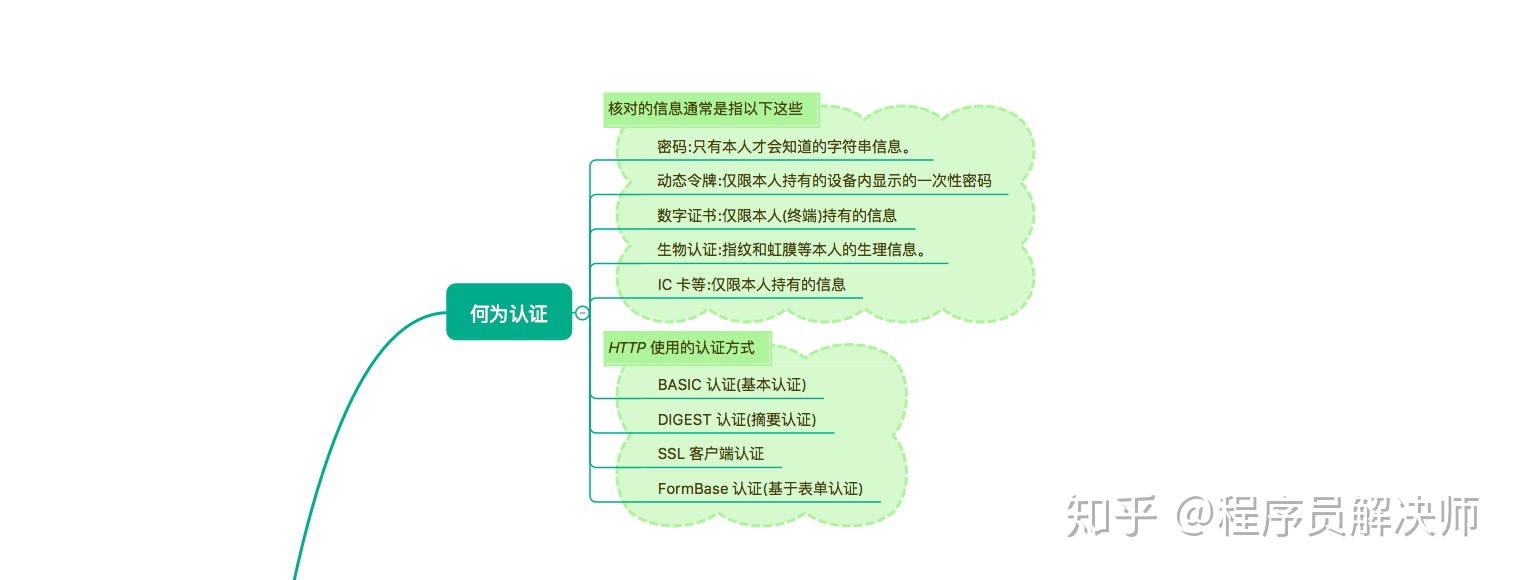 核对的信息通常是指以下这些
密码:只有本人才会知道的字符串信息。
动态令牌:仅限本人持有的设备内显示的一次性密码
数字证书:仅限本人(终端)持有的信息
生物认证:指纹和虹膜等本人的生理信息。
IC 卡等:仅限本人持有的信息
何为认证
HTTP 使用的认证方式
BASIC 认证(基本认证)
DIGEST 认证(摘要认证)
SSL 客户端认证
FormBase 认证(基于表单认证)
知乎 @程序员解决师